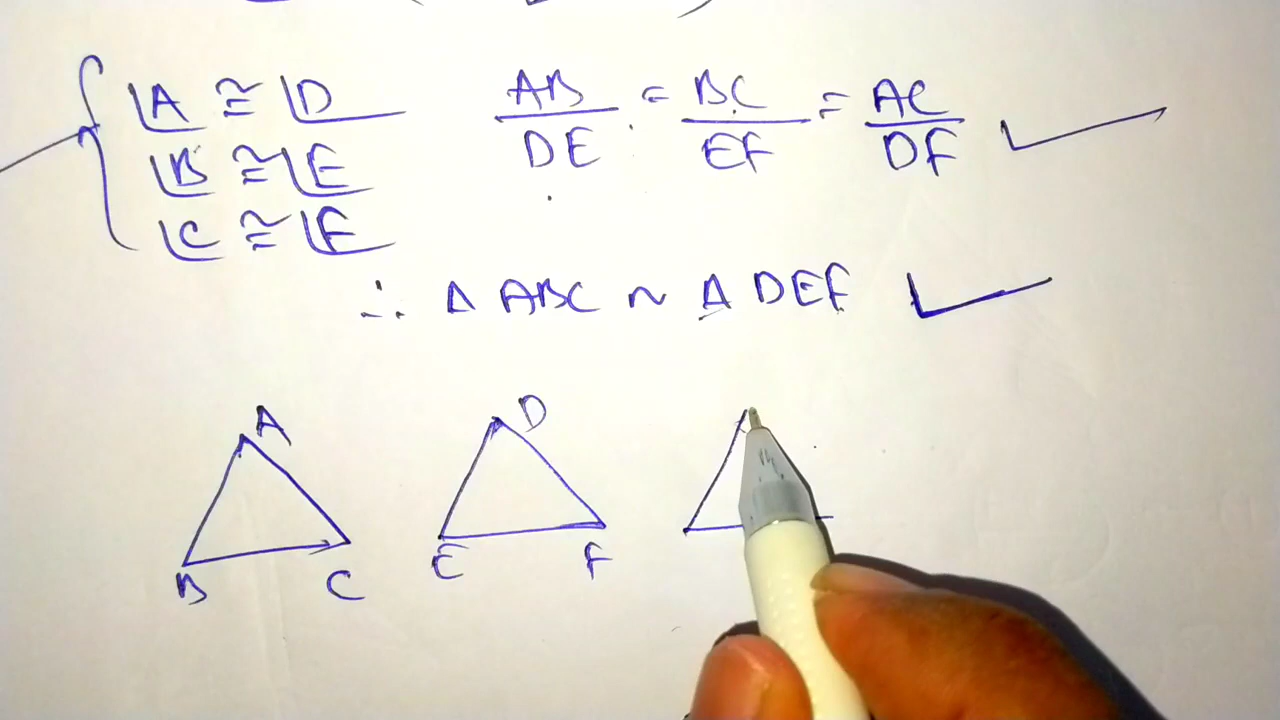 ∠A ≅ ∠D AB/DE = BC/EF = AC/DF
∠B ≅ ∠E
∠C ≅ ∠F
∴ Δ ABC ~ Δ DEF
A D
B C E F